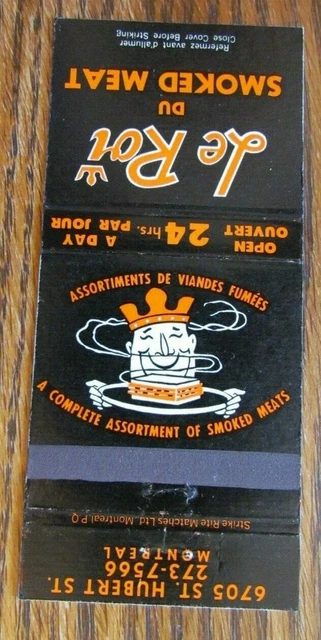 Refermez avant d'allumer
Close Cover Before Striking
Le Roi
DU
SMOKED MEAT
OPEN 24 hrs. A DAY
OUVERT PAR JOUR
ASSORTIMENTS DE VIANDES FUMÉES
A COMPLETE ASSORTMENT OF SMOKED MEATS
Strike Rite Matches Ltd. Montreal P.Q.
6705 ST. HUBERT ST.
273-7566
MONTREAL